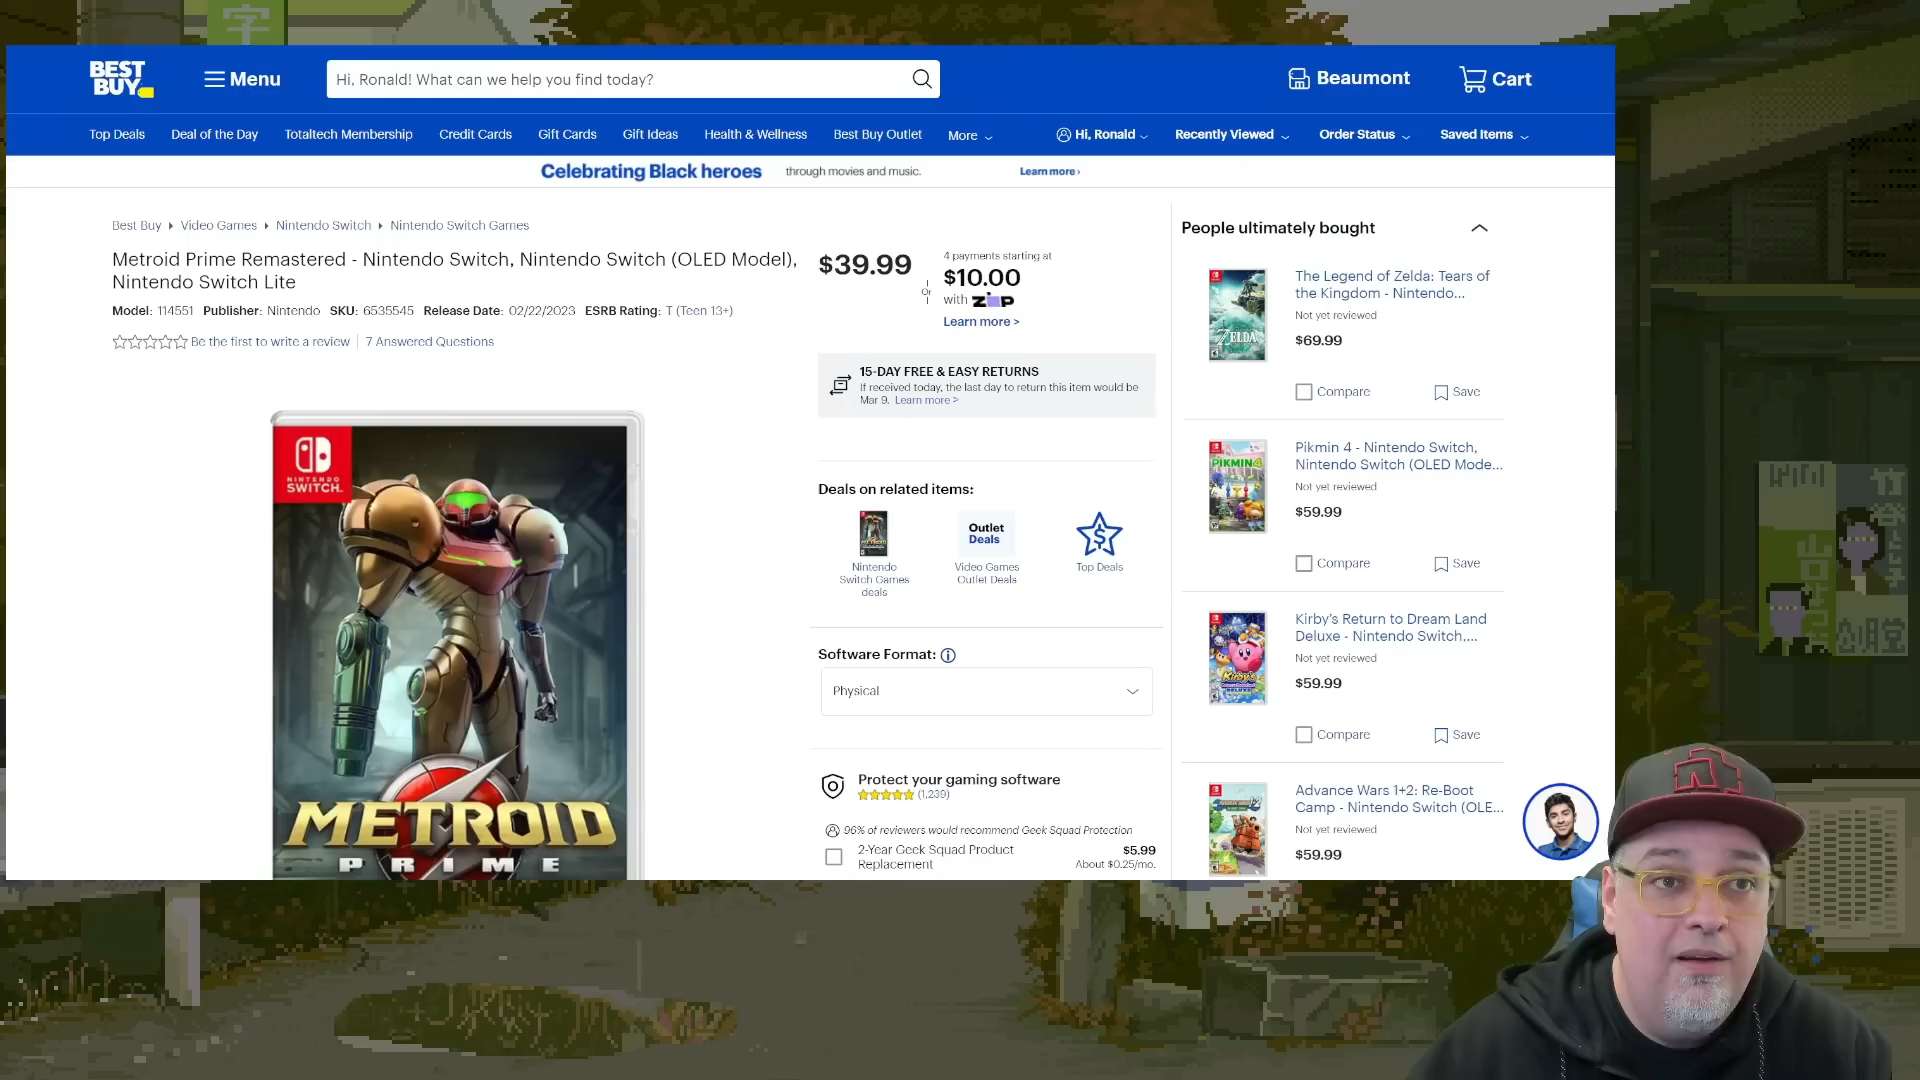 字
BEST
BUY
Menu
Hi, Ronald! What can we help you find today?
Beaumont
Cart
Top Deals
Deal of the Day
Totaltech Membership
Credit Cards
Gift Cards
Gift Ideas
Health & Wellness
Best Buy Outlet
More
Hi, Ronald
Recently Viewed
Order Status
Saved Items
Celebrating Black heroes
through movies and music.
Learn more ›
Best Buy
Video Games
Nintendo Switch
Nintendo Switch Games
Metroid Prime Remastered - Nintendo Switch, Nintendo Switch (OLED Model),
Nintendo Switch Lite
Model: 114551 Publisher: Nintendo SKU: 6535545 Release Date: 02/22/2023 ESRB Rating: T (Teen 13+)
Be the first to write a review
7 Answered Questions
NINTENDO
SWITCH
METROID
PRIME
$39.99
Or
4 payments starting at
$10.00
with ZIP
Learn more >
15-DAY FREE & EASY RETURNS
If received today, the last day to return this item would be
Mar 9. Learn more >
Deals on related items:
METROID
Nintendo
Switch Games
deals
Outlet
Deals
Video Games
Outlet Deals
$
Top Deals
Software Format:
Physical
Protect your gaming software
(1,239)
96% of reviewers would recommend Geek Squad Protection
2-Year Geek Squad Product
Replacement
$5.99
About $0.25/mo.
People ultimately bought
ZELDA
The Legend of Zelda: Tears of
the Kingdom - Nintendo...
Not yet reviewed
$69.99
Compare
Save
PIKMIN 4
Pikmin 4 - Nintendo Switch,
Nintendo Switch (OLED Mode...
Not yet reviewed
$59.99
Compare
Save
Kirby's
Kirby's Return to Dream Land
Deluxe - Nintendo Switch,...
Not yet reviewed
$59.99
Compare
Save
Advance Wars 1+2: Re-Boot
Camp - Nintendo Switch (OLE...
Not yet reviewed
$59.99